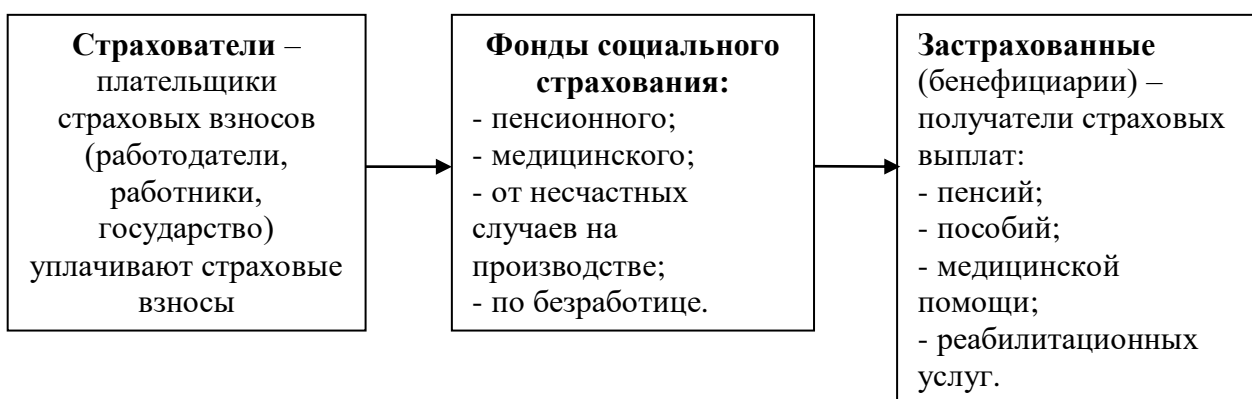 Страхователи –
плательщики
страховых взносов
(работодатели,
работники,
государство)
уплачивают страховые
взносы
Фонды социального
страхования:
- пенсионного;
- медицинского;
- от несчастных
случаев на
производстве;
- по безработице.
Застрахованные
(бенефициарии) –
получатели страховых
выплат:
- пенсий;
- пособий;
- медицинской
помощи;
- реабилитационных
услуг.